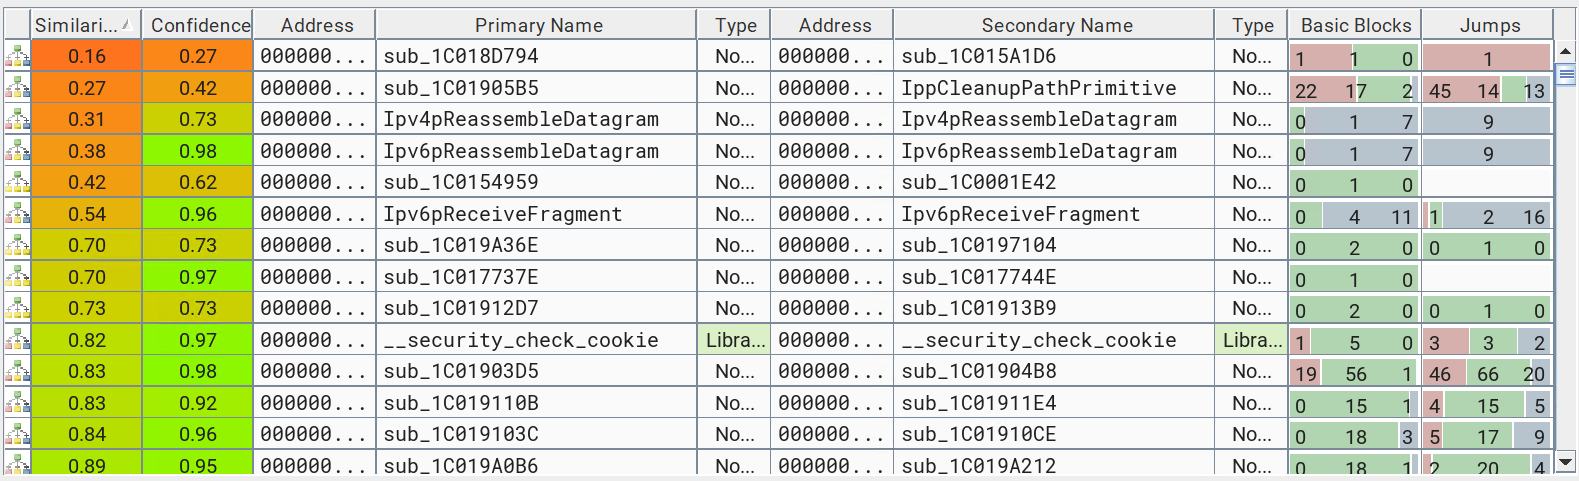 Similari... Confidence Address Primary Name Type Address Secondary Name Type Basic Blocks Jumps
0.16 0.27 000000... sub_1C018D794 No... 000000... sub_1C015A1D6 No... 1 1 0 1
0.27 0.42 000000... sub_1C01905B5 No... 000000... IppCleanupPathPrimitive No... 22 17 2 45 14 13
0.31 0.73 000000... Ipv4pReassembleDatagram No... 000000... Ipv4pReassembleDatagram No... 0 1 7 9
0.38 0.98 000000... Ipv6pReassembleDatagram No... 000000... Ipv6pReassembleDatagram No... 0 1 7 9
0.42 0.62 000000... sub_1C0154959 No... 000000... sub_1C0001E42 No... 0 1 0
0.54 0.96 000000... Ipv6pReceiveFragment No... 000000... Ipv6pReceiveFragment No... 0 4 11 1 2 16
0.70 0.73 000000... sub_1C019A36E No... 000000... sub_1C0197104 No... 0 2 0 0 1 0
0.70 0.97 000000... sub_1C017737E No... 000000... sub_1C017744E No... 0 1 0
0.73 0.73 000000... sub_1C01912D7 No... 000000... sub_1C01913B9 No... 0 2 0 0 1 0
0.82 0.97 000000... __security_check_cookie Libra... 000000... __security_check_cookie Libra... 1 5 0 3 3 2
0.83 0.98 000000... sub_1C01903D5 No... 000000... sub_1C01904B8 No... 19 56 1 46 66 20
0.83 0.92 000000... sub_1C019110B No... 000000... sub_1C01911E4 No... 0 15 1 4 15 5
0.84 0.96 000000... sub_1C019103C No... 000000... sub_1C01910CE No... 0 18 3 5 17 9
0.89 0.95 000000... sub_1C019A0B6 No... 000000... sub_1C019A212 No... 0 18 1 2 20 4